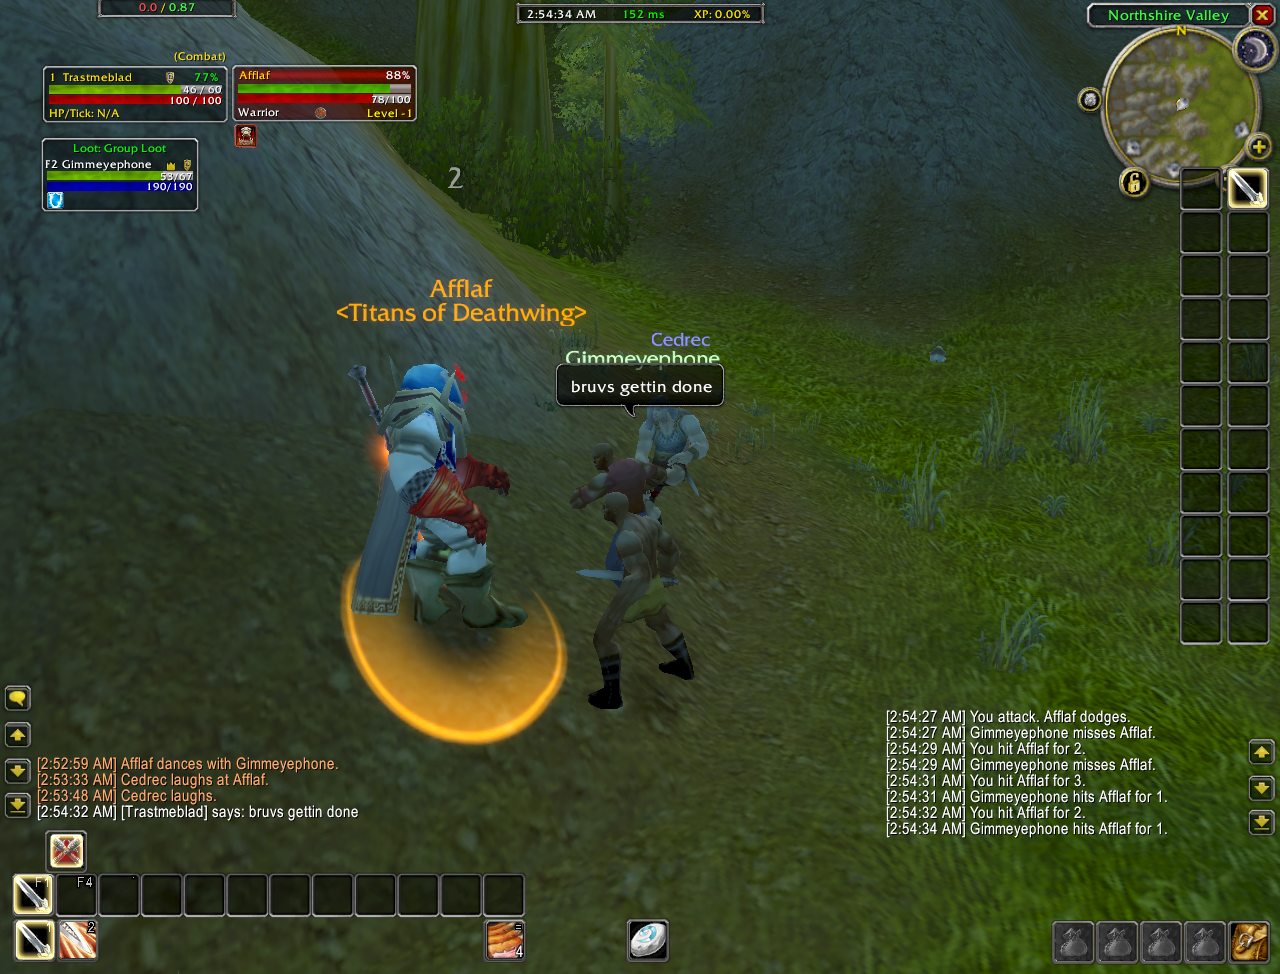 0.0 / 0.87
2:54:34 AM 152 ms XP: 0.00%
Northshire Valley
N
(Combat)
1 Trastmeblad 77%
46 / 60
100 / 100
HP/Tick: N/A
Afflaf 88%
78/100
Warrior Level -1
Loot: Group Loot
F2 Gimmeyephone
53/67
190/190
2
Afflaf
<Titans of Deathwing>
Cedrec
Gimmeyephone
bruvs gettin done
[2:52:59 AM] Afflaf dances with Gimmeyephone.
[2:53:33 AM] Cedrec laughs at Afflaf.
[2:53:48 AM] Cedrec laughs.
[2:54:32 AM] [Trastmeblad] says: bruvs gettin done
[2:54:27 AM] You attack. Afflaf dodges.
[2:54:27 AM] Gimmeyephone misses Afflaf.
[2:54:29 AM] You hit Afflaf for 2.
[2:54:29 AM] Gimmeyephone misses Afflaf.
[2:54:31 AM] You hit Afflaf for 3.
[2:54:31 AM] Gimmeyephone hits Afflaf for 1.
[2:54:32 AM] You hit Afflaf for 2.
[2:54:34 AM] Gimmeyephone hits Afflaf for 1.
F1 F4
2 =
4